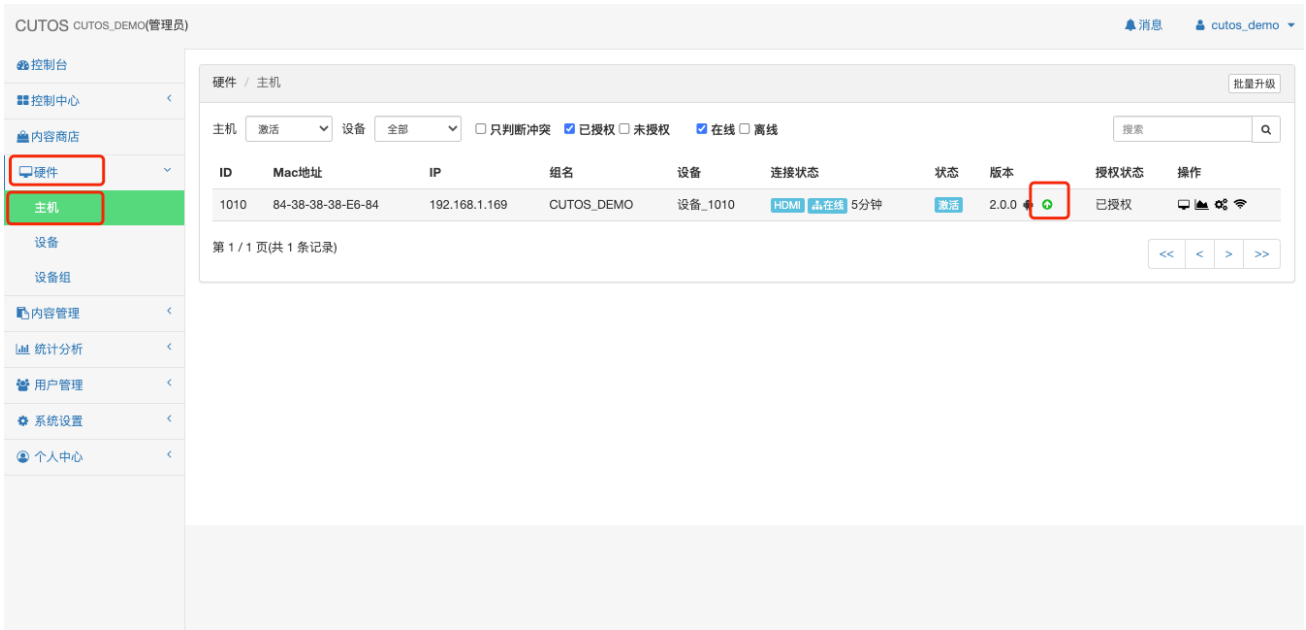 CUTOS CUTOS_DEMO(管理员)
消息 cutos_demo
控制台
控制中心
内容商店
硬件
主机
设备
设备组
内容管理
统计分析
用户管理
系统设置
个人中心
硬件 / 主机 批量升级
主机 激活 设备 全部 只判断冲突 已授权 未授权 在线 离线 搜索
ID Mac地址 IP 组名 设备 连接状态 状态 版本 授权状态 操作
1010 84-38-38-38-E6-84 192.168.1.169 CUTOS_DEMO 设备_1010 HDMI 在线 5分钟 激活 2.0.0 已授权
第 1 / 1 页(共 1 条记录) << < > >>